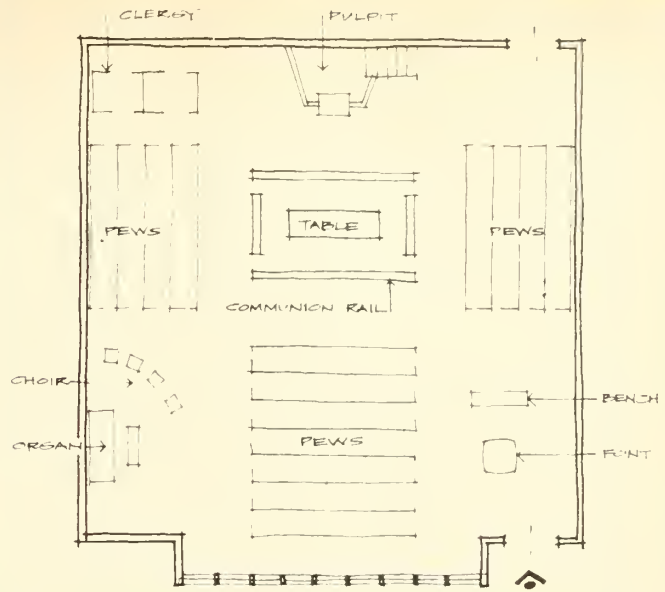 CLERGY
PULPIT
PEWS
TABLE
PEWS
COMMUNION RAIL
CHOIR
BENCH
ORGAN
PEWS
FONT